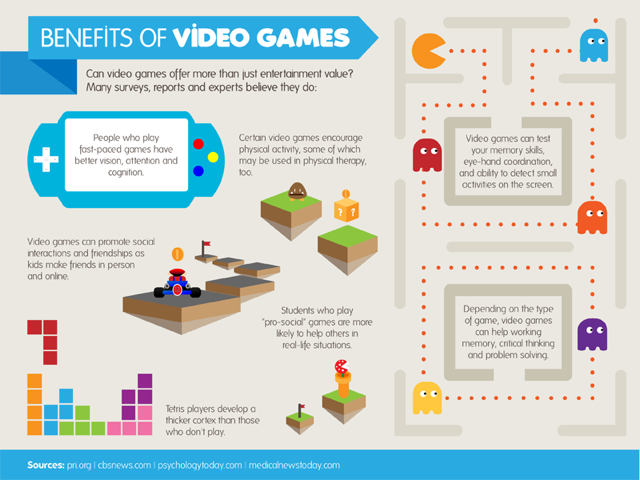 BENEFITS OF VIDEO GAMES
Can video games offer more than just entertainment value?
Many surveys, reports and experts believe they do:
People who play
fast-paced games have
better vision, attention and
cognition.
Certain video games encourage
physical activity, some of which
may be used in physical therapy,
too.
Video games can test
your memory skills,
eye-hand coordination,
and ability to detect small
activities on the screen.
? ?
Video games can promote social
interactions and friendships as
kids make friends in person
and online.
Students who play
"pro-social" games are more
likely to help others in
real-life situations.
Depending on the type
of game, video games
can help working
memory, critical thinking
and problem solving.
Tetris players develop a
thicker cortex than those
who don't play.
Sources: pri.org | cbsnews.com | psychologytoday.com | medicalnewstoday.com